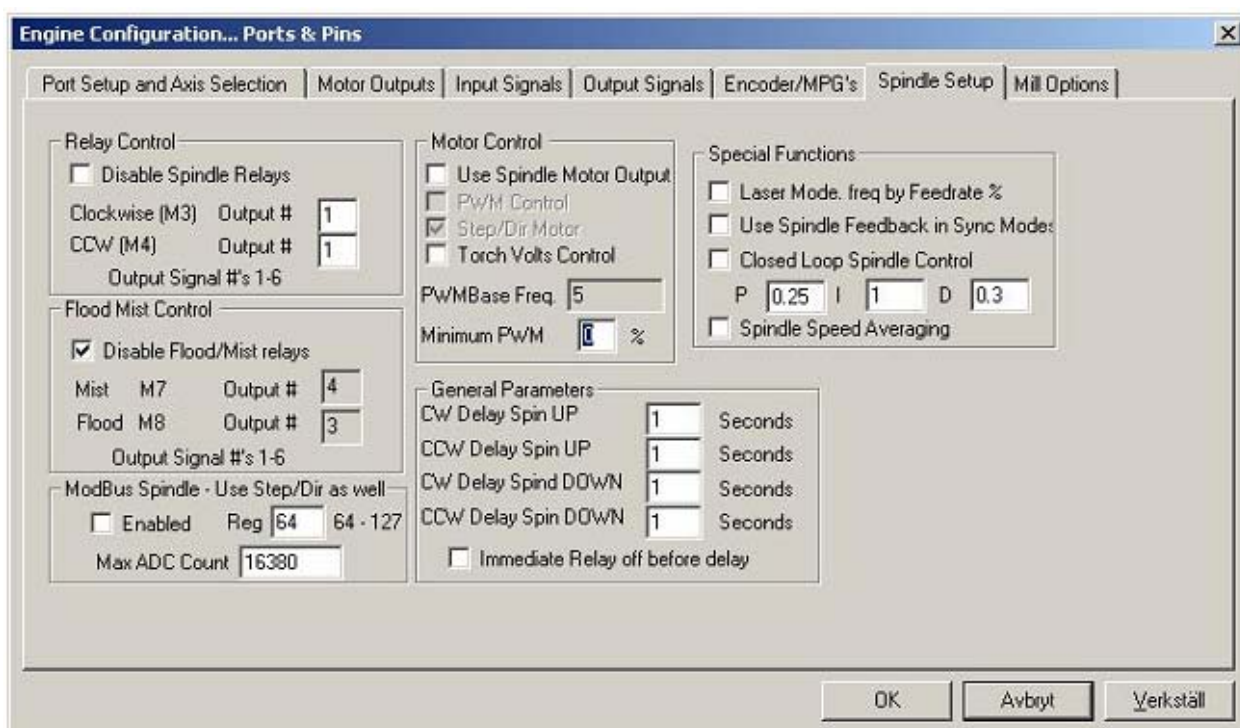 Engine Configuration... Ports & Pins
Port Setup and Axis Selection
Motor Outputs
Input Signals
Output Signals
Encoder/MPG's
Spindle Setup
Mill Options
Relay Control
Disable Spindle Relays
Clockwise (M3) Output # 1
CCW (M4) Output # 1
Output Signal #'s 1-6
Flood Mist Control
Disable Flood/Mist relays
Mist M7 Output # 4
Flood M8 Output # 3
Output Signal #'s 1-6
ModBus Spindle - Use Step/Dir as well
Enabled Reg 64 64 - 127
Max ADC Count 16380
Motor Control
Use Spindle Motor Output
PWM Control
Step/Dir Motor
Torch Volts Control
PWMBase Freq. 5
Minimum PWM 0 %
General Parameters
CW Delay Spin UP 1 Seconds
CCW Delay Spin UP 1 Seconds
CW Delay Spind DOWN 1 Seconds
CCW Delay Spin DOWN 1 Seconds
Immediate Relay off before delay
Special Functions
Laser Mode. freq by Feedrate %
Use Spindle Feedback in Sync Modes
Closed Loop Spindle Control
P 0.25 I 1 D 0.3
Spindle Speed Averaging
OK
Avbryt
Verkställ